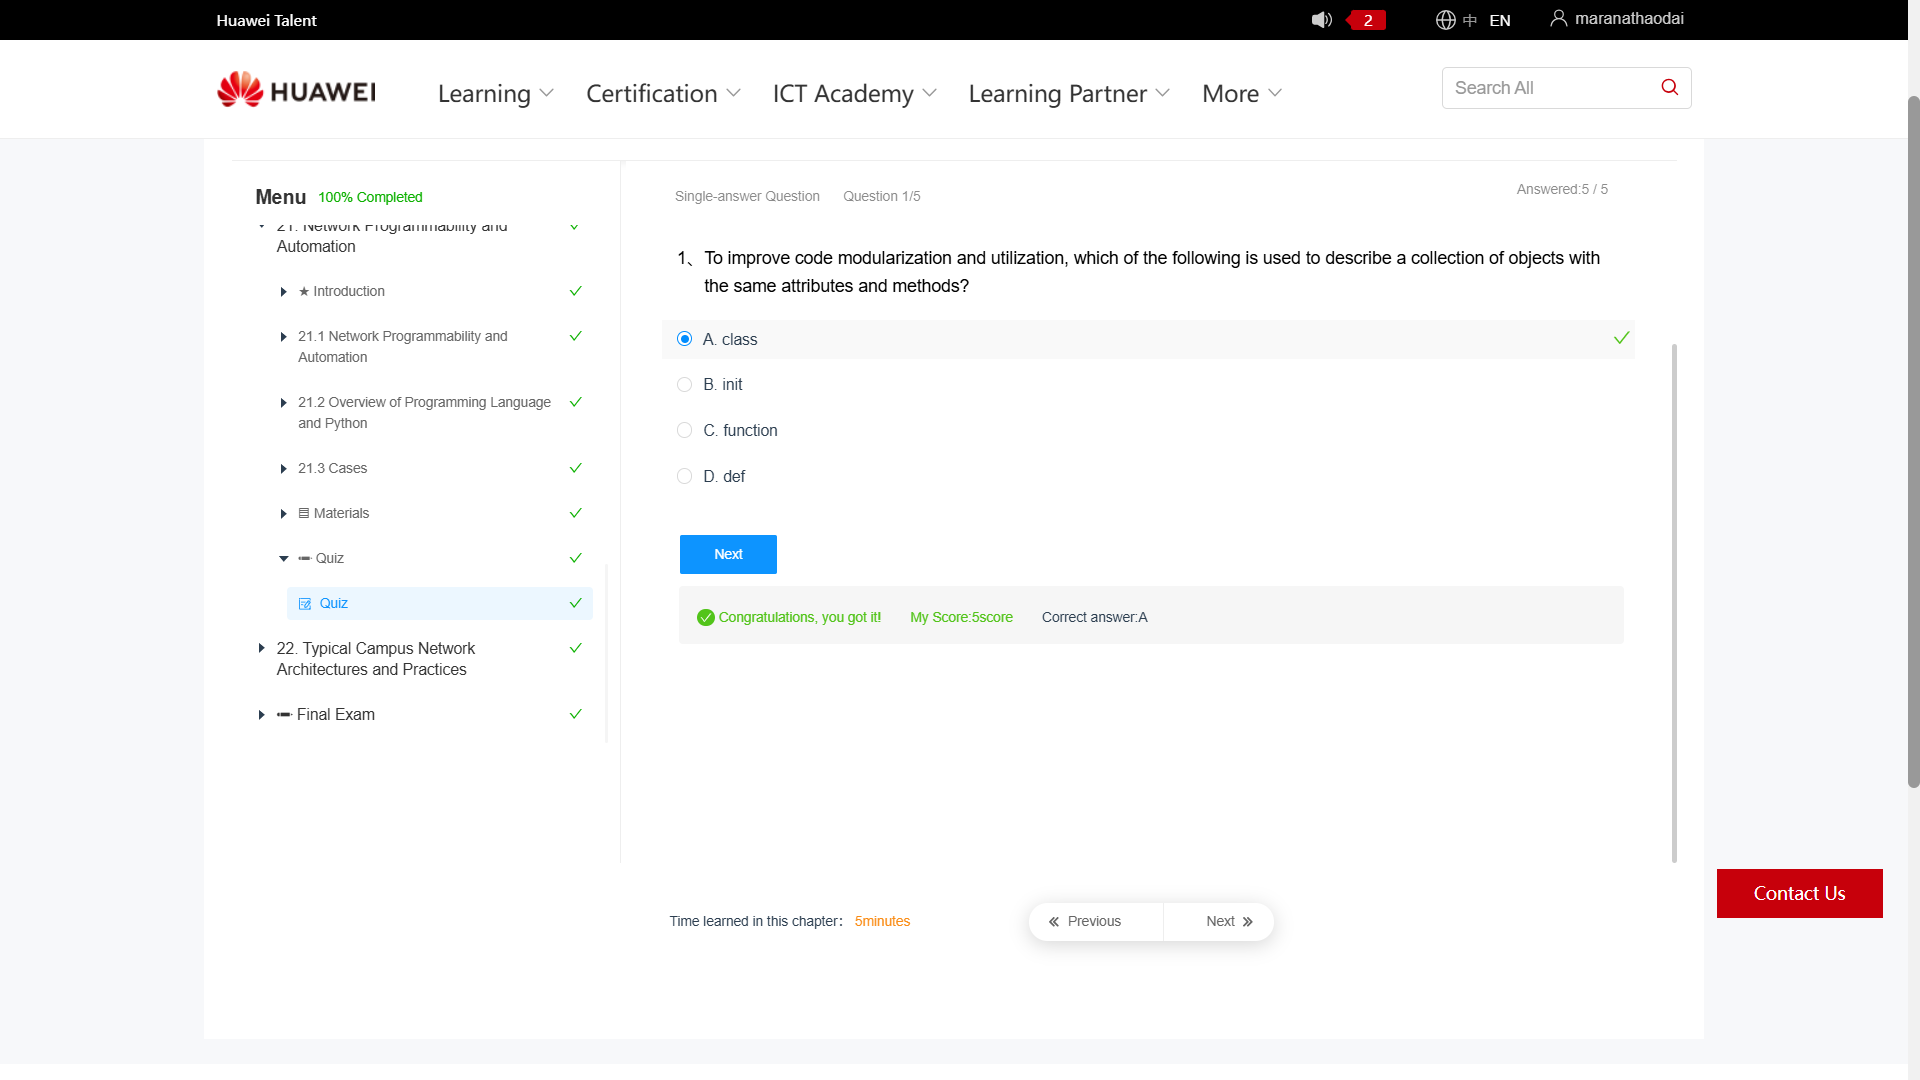 Huawei Talent
2
中 EN
maranathaodai
HUAWEI
Learning
Certification
ICT Academy
Learning Partner
More
Search All
Menu 100% Completed
21. Network Programmability and
Automation
★ Introduction
21.1 Network Programmability and
Automation
21.2 Overview of Programming Language
and Python
21.3 Cases
Materials
Quiz
Quiz
22. Typical Campus Network
Architectures and Practices
Final Exam
Single-answer Question Question 1/5
Answered:5 / 5
1、 To improve code modularization and utilization, which of the following is used to describe a collection of objects with
the same attributes and methods?
A. class
B. init
C. function
D. def
Next
Congratulations, you got it! My Score:5score Correct answer:A
Time learned in this chapter： 5minutes
« Previous
Next »
Contact Us